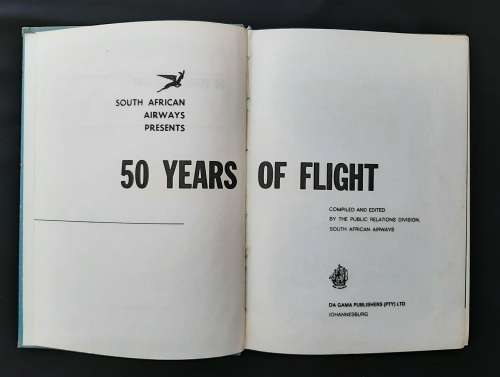 SOUTH AFRICAN
AIRWAYS
PRESENTS
50 YEARS OF FLIGHT
COMPILED AND EDITED
BY THE PUBLIC RELATIONS DIVISION,
SOUTH AFRICAN AIRWAYS
DA GAMA PUBLISHERS (PTY) LTD
JOHANNESBURG